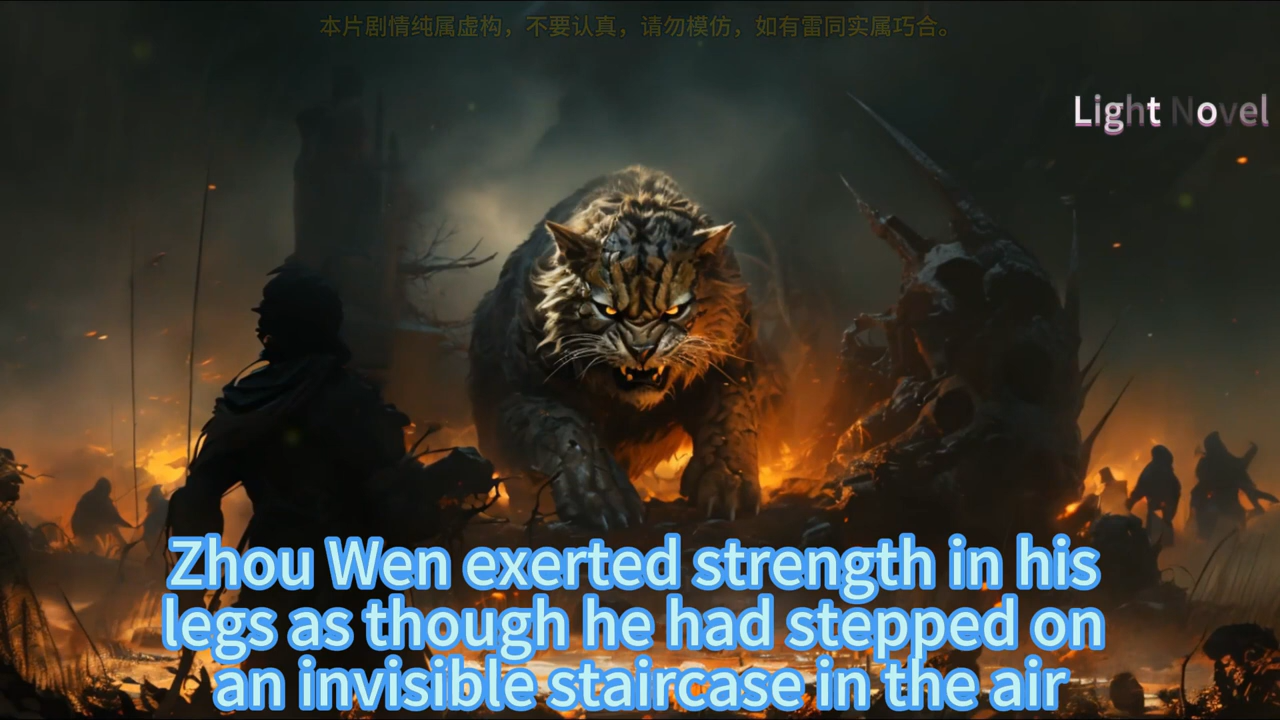 本片剧情纯属虚构，不要认真，请勿模仿，如有雷同实属巧合。
Light Novel
Zhou Wen exerted strength in his
legs as though he had stepped on
an invisible staircase in the air